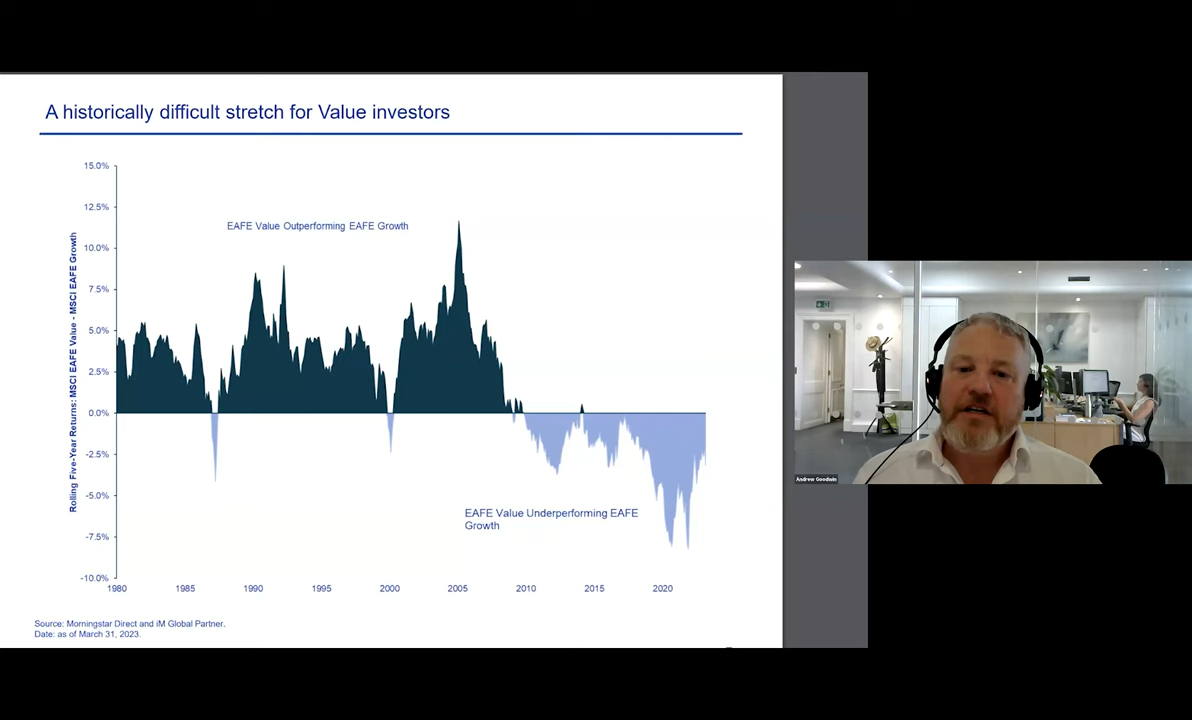 A historically difficult stretch for Value investors
Rolling Five-Year Returns: MSCI EAFE Value - MSCI EAFE Growth
15.0%
12.5%
10.0%
7.5%
5.0%
2.5%
0.0%
-2.5%
-5.0%
-7.5%
-10.0%
EAFE Value Outperforming EAFE Growth
EAFE Value Underperforming EAFE
Growth
1980
1985
1990
1995
2000
2005
2010
2015
2020
Source: Morningstar Direct and iM Global Partner.
Date: as of March 31, 2023.
Andrew Goodwin